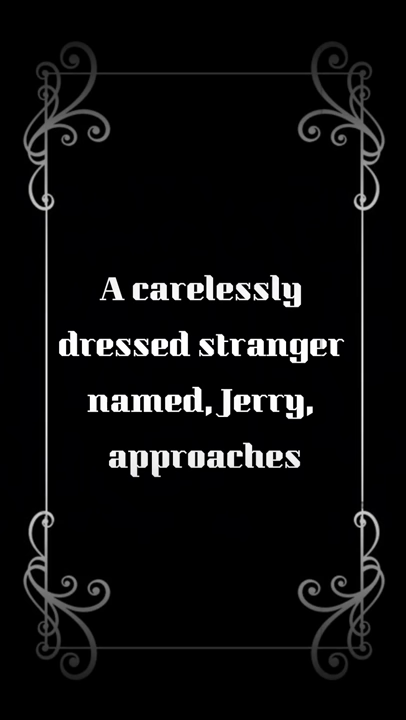 A carelessly
dressed stranger
named, Jerry,
approaches